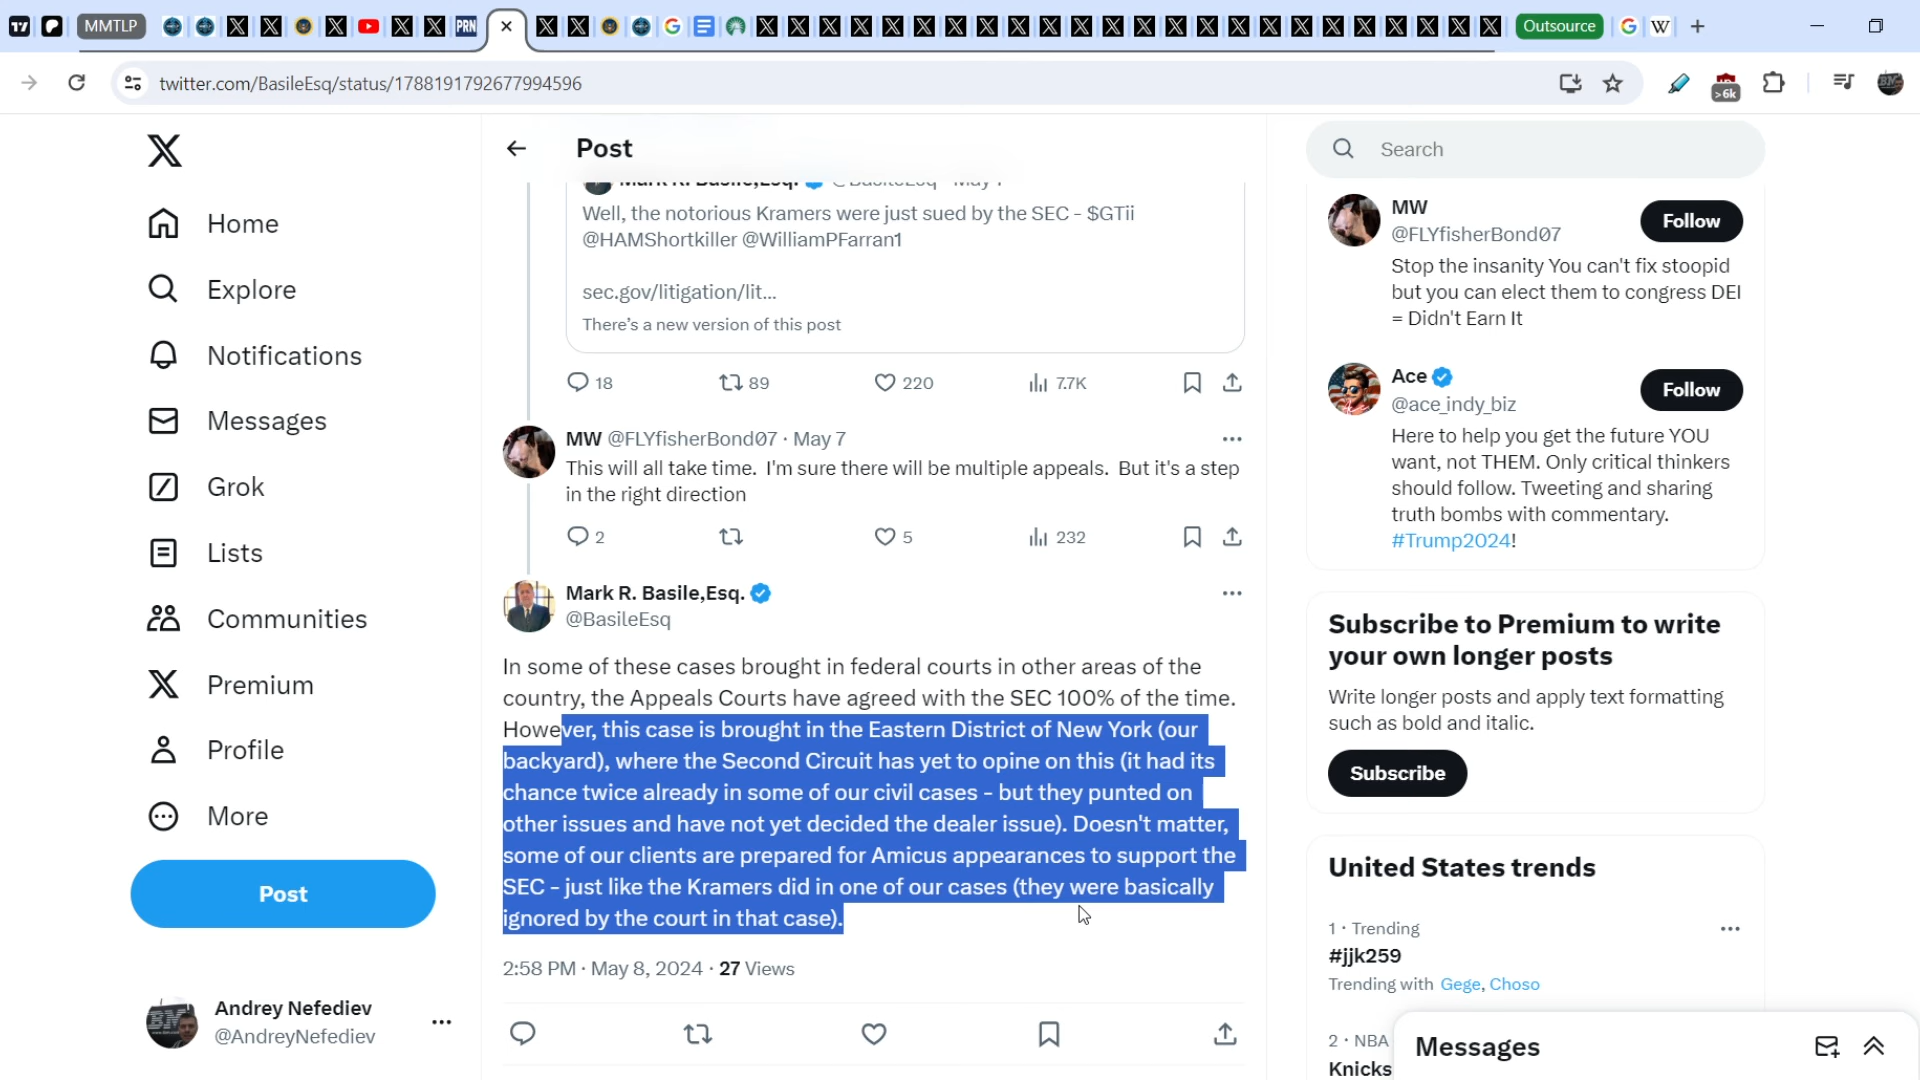 MMTLP
PRN
Outsource
W
twitter.com/BasileEsq/status/1788191792677994596
>6k
Home
Explore
Notifications
Messages
Grok
Lists
Communities
Premium
Profile
More
Post
Andrey Nefediev
@AndreyNefediev
Post
Mark R. Basile,Esq. @BasileEsq · May 7
Well, the notorious Kramers were just sued by the SEC - $GTii
@HAMShortkiller @WilliamPFarran1
sec.gov/litigation/lit...
There's a new version of this post
18 89 220 7.7K
MW @FLYfisherBond07 · May 7
This will all take time.  I'm sure there will be multiple appeals.  But it's a step
in the right direction
2 5 232
Mark R. Basile,Esq.
@BasileEsq
In some of these cases brought in federal courts in other areas of the
country, the Appeals Courts have agreed with the SEC 100% of the time.
However, this case is brought in the Eastern District of New York (our
backyard), where the Second Circuit has yet to opine on this (it had its
chance twice already in some of our civil cases - but they punted on
other issues and have not yet decided the dealer issue). Doesn't matter,
some of our clients are prepared for Amicus appearances to support the
SEC - just like the Kramers did in one of our cases (they were basically
ignored by the court in that case).
2:58 PM · May 8, 2024 · 27 Views
Search
MW
@FLYfisherBond07
Follow
Stop the insanity You can't fix stoopid
but you can elect them to congress DEI
= Didn't Earn It
Ace
@ace_indy_biz
Follow
Here to help you get the future YOU
want, not THEM. Only critical thinkers
should follow. Tweeting and sharing
truth bombs with commentary.
#Trump2024!
Subscribe to Premium to write
your own longer posts
Write longer posts and apply text formatting
such as bold and italic.
Subscribe
United States trends
1 · Trending
#jjk259
Trending with Gege, Choso
2 · NBA
Knicks
Messages